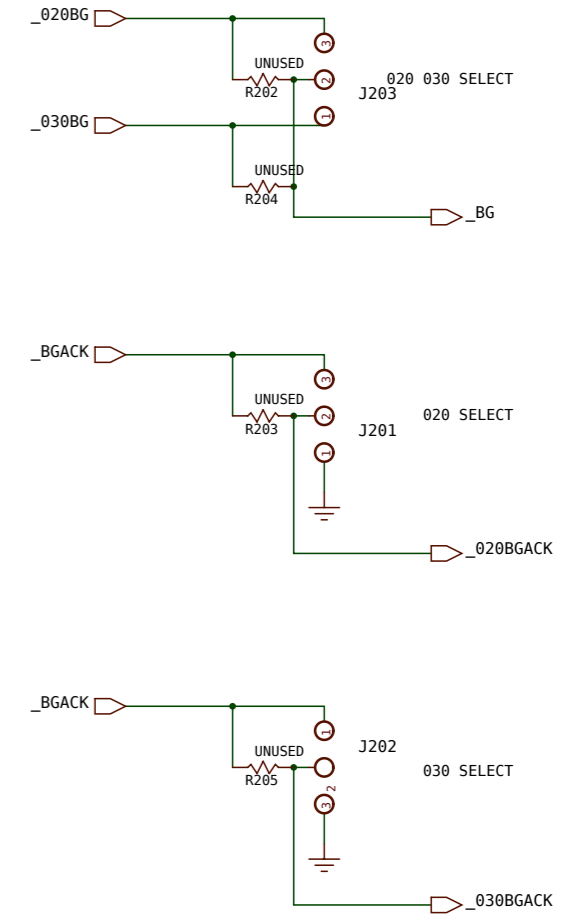 _020BG
3
UNUSED
2
020 030 SELECT
R202
J203
1
_030BG
UNUSED
R204
_BG
_BGACK
3
UNUSED
2
020 SELECT
R203
J201
1
_020BGACK
_BGACK
1
J202
UNUSED
030 SELECT
R205
2
3
_030BGACK